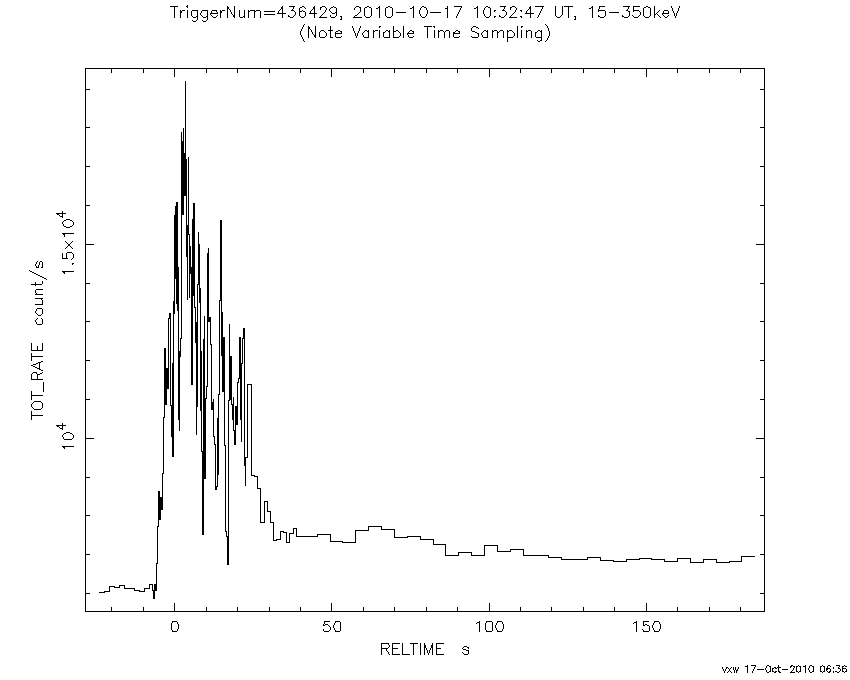 TriggerNum=436429, 2010-10-17 10:32:47 UT, 15-350keV
(Note Variable Time Sampling)
TOT_RATE count/s
1.5×10⁴
10⁴
0 50 100 150
RELTIME s
vxw 17-Oct-2010 06:36